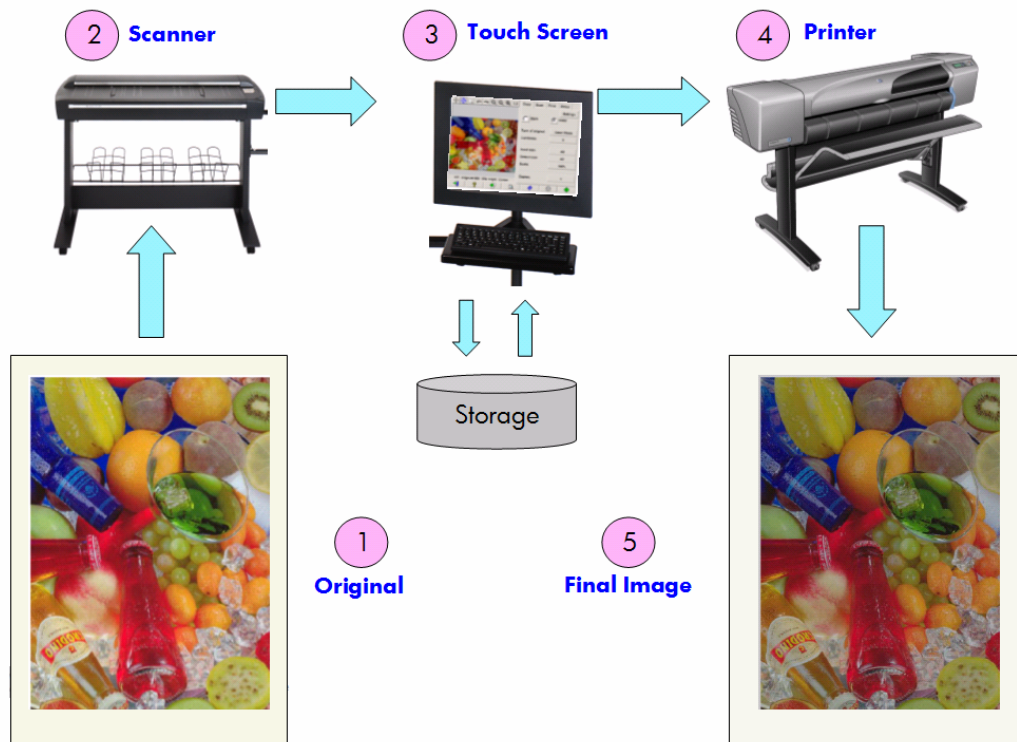 2 Scanner
3 Touch Screen
4 Printer
Storage
1
Original
5
Final Image